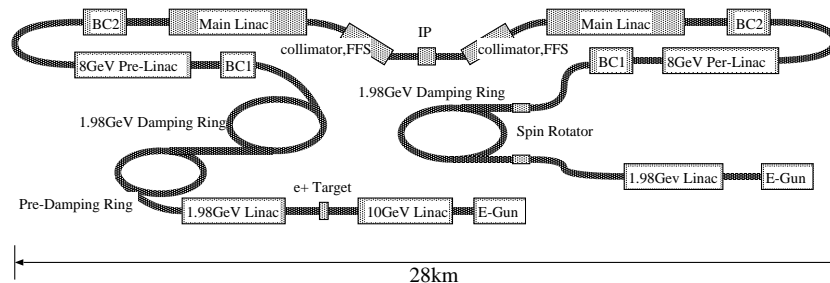 BC2
Main Linac
IP
Main Linac
BC2
collimator,FFS
collimator,FFS
8GeV Pre-Linac
BC1
BC1
8GeV Per-Linac
1.98GeV Damping Ring
1.98GeV Damping Ring
Spin Rotator
e+ Target
1.98Gev Linac
E-Gun
Pre-Damping Ring
1.98GeV Linac
10GeV Linac
E-Gun
28km